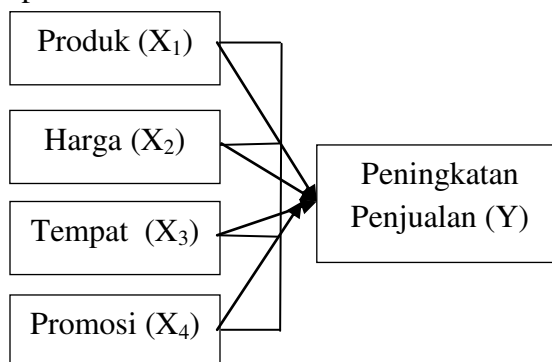 Produk (X₁)
Harga (X₂)
Peningkatan
Penjualan (Y)
Tempat (X₃)
Promosi (X₄)